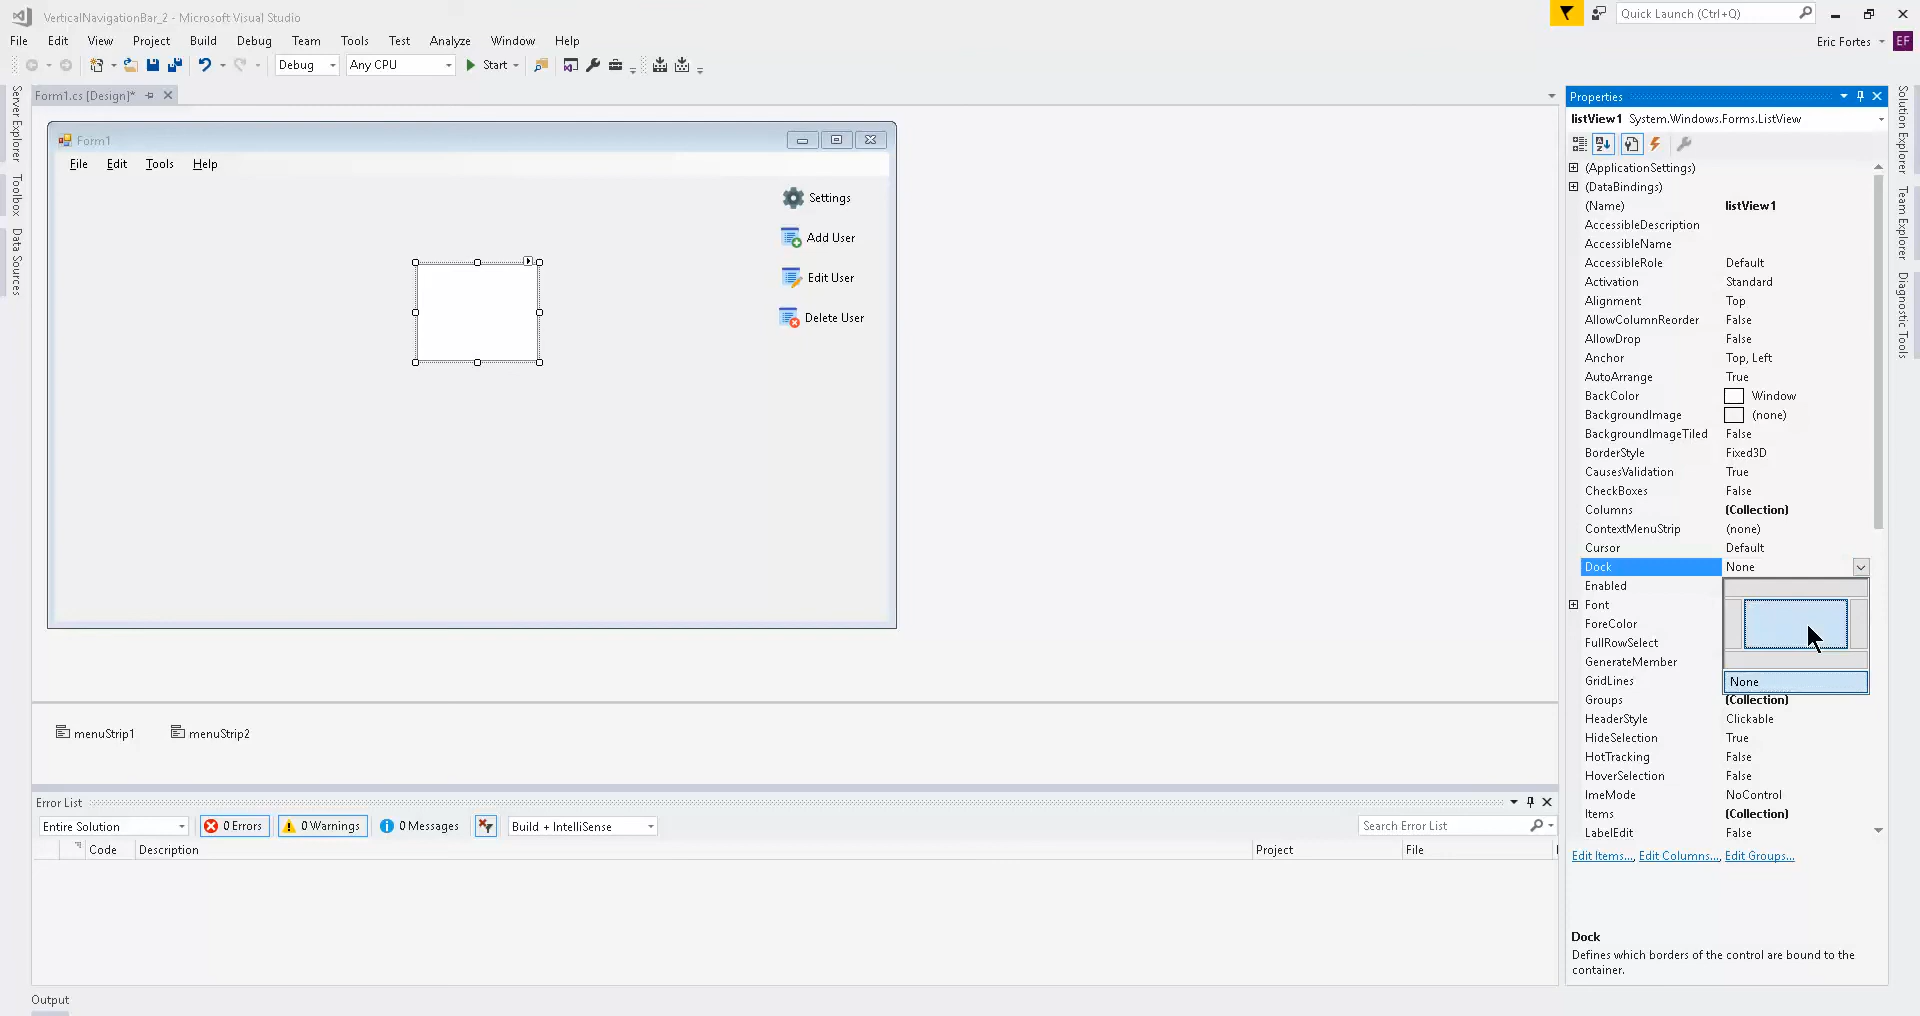 VerticalNavigationBar_2 - Microsoft Visual Studio
Quick Launch (Ctrl+Q)
File Edit View Project Build Debug Team Tools Test Analyze Window Help
Eric Fortes EF
Debug Any CPU Start
Server Explorer
Toolbox
Data Sources
Form1.cs [Design]*
Form1
File Edit Tools Help
Settings
Add User
Edit User
Delete User
menuStrip1 menuStrip2
Error List
Entire Solution 0 Errors 0 Warnings 0 Messages Build + IntelliSense Search Error List
Code Description Project File
Output
Properties
listView1 System.Windows.Forms.ListView
(ApplicationSettings)
(DataBindings)
(Name) listView1
AccessibleDescription
AccessibleName
AccessibleRole Default
Activation Standard
Alignment Top
AllowColumnReorder False
AllowDrop False
Anchor Top, Left
AutoArrange True
BackColor Window
BackgroundImage (none)
BackgroundImageTiled False
BorderStyle Fixed3D
CausesValidation True
CheckBoxes False
Columns (Collection)
ContextMenuStrip (none)
Cursor Default
Dock None
Enabled
Font
ForeColor
FullRowSelect
GenerateMember
GridLines None
Groups (Collection)
HeaderStyle Clickable
HideSelection True
HotTracking False
HoverSelection False
ImeMode NoControl
Items (Collection)
LabelEdit False
Edit Items..., Edit Columns..., Edit Groups...
Dock
Defines which borders of the control are bound to the
container.
Solution Explorer
Team Explorer
Diagnostic Tools